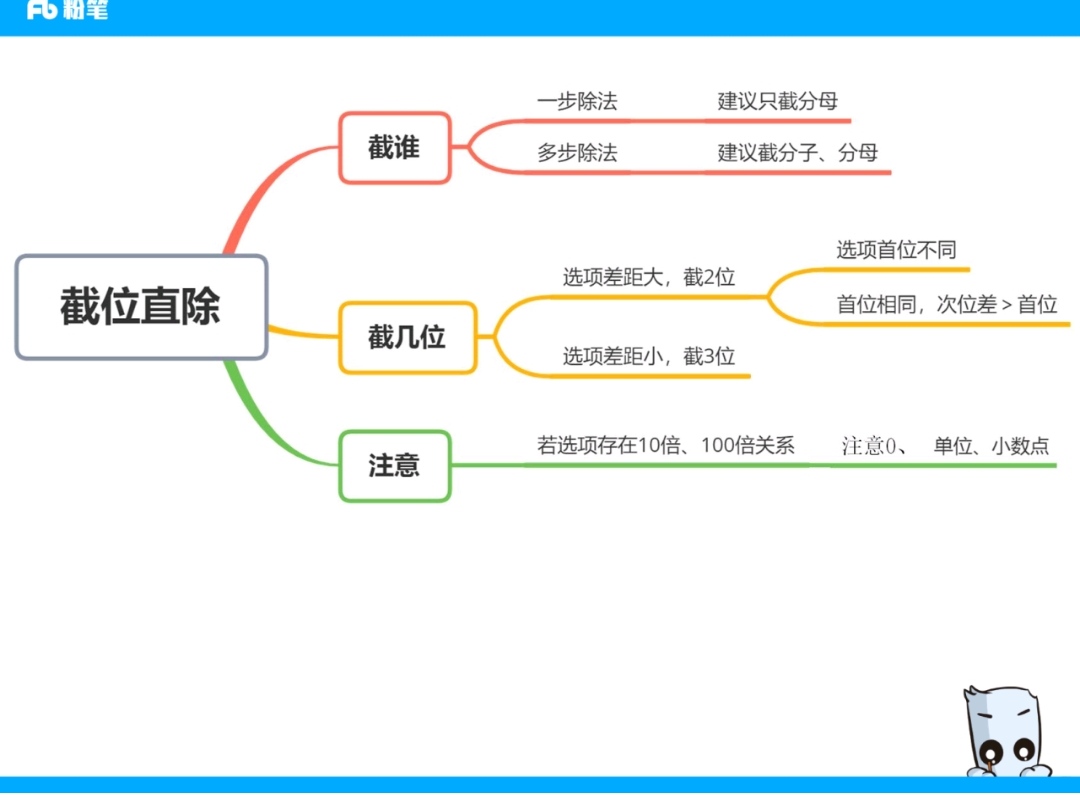 粉笔
截位直除
截谁
一步除法 建议只截分母
多步除法 建议截分子、分母
截几位
选项差距大，截2位
选项首位不同
首位相同，次位差＞首位
选项差距小，截3位
注意
若选项存在10倍、100倍关系 注意0、 单位、小数点